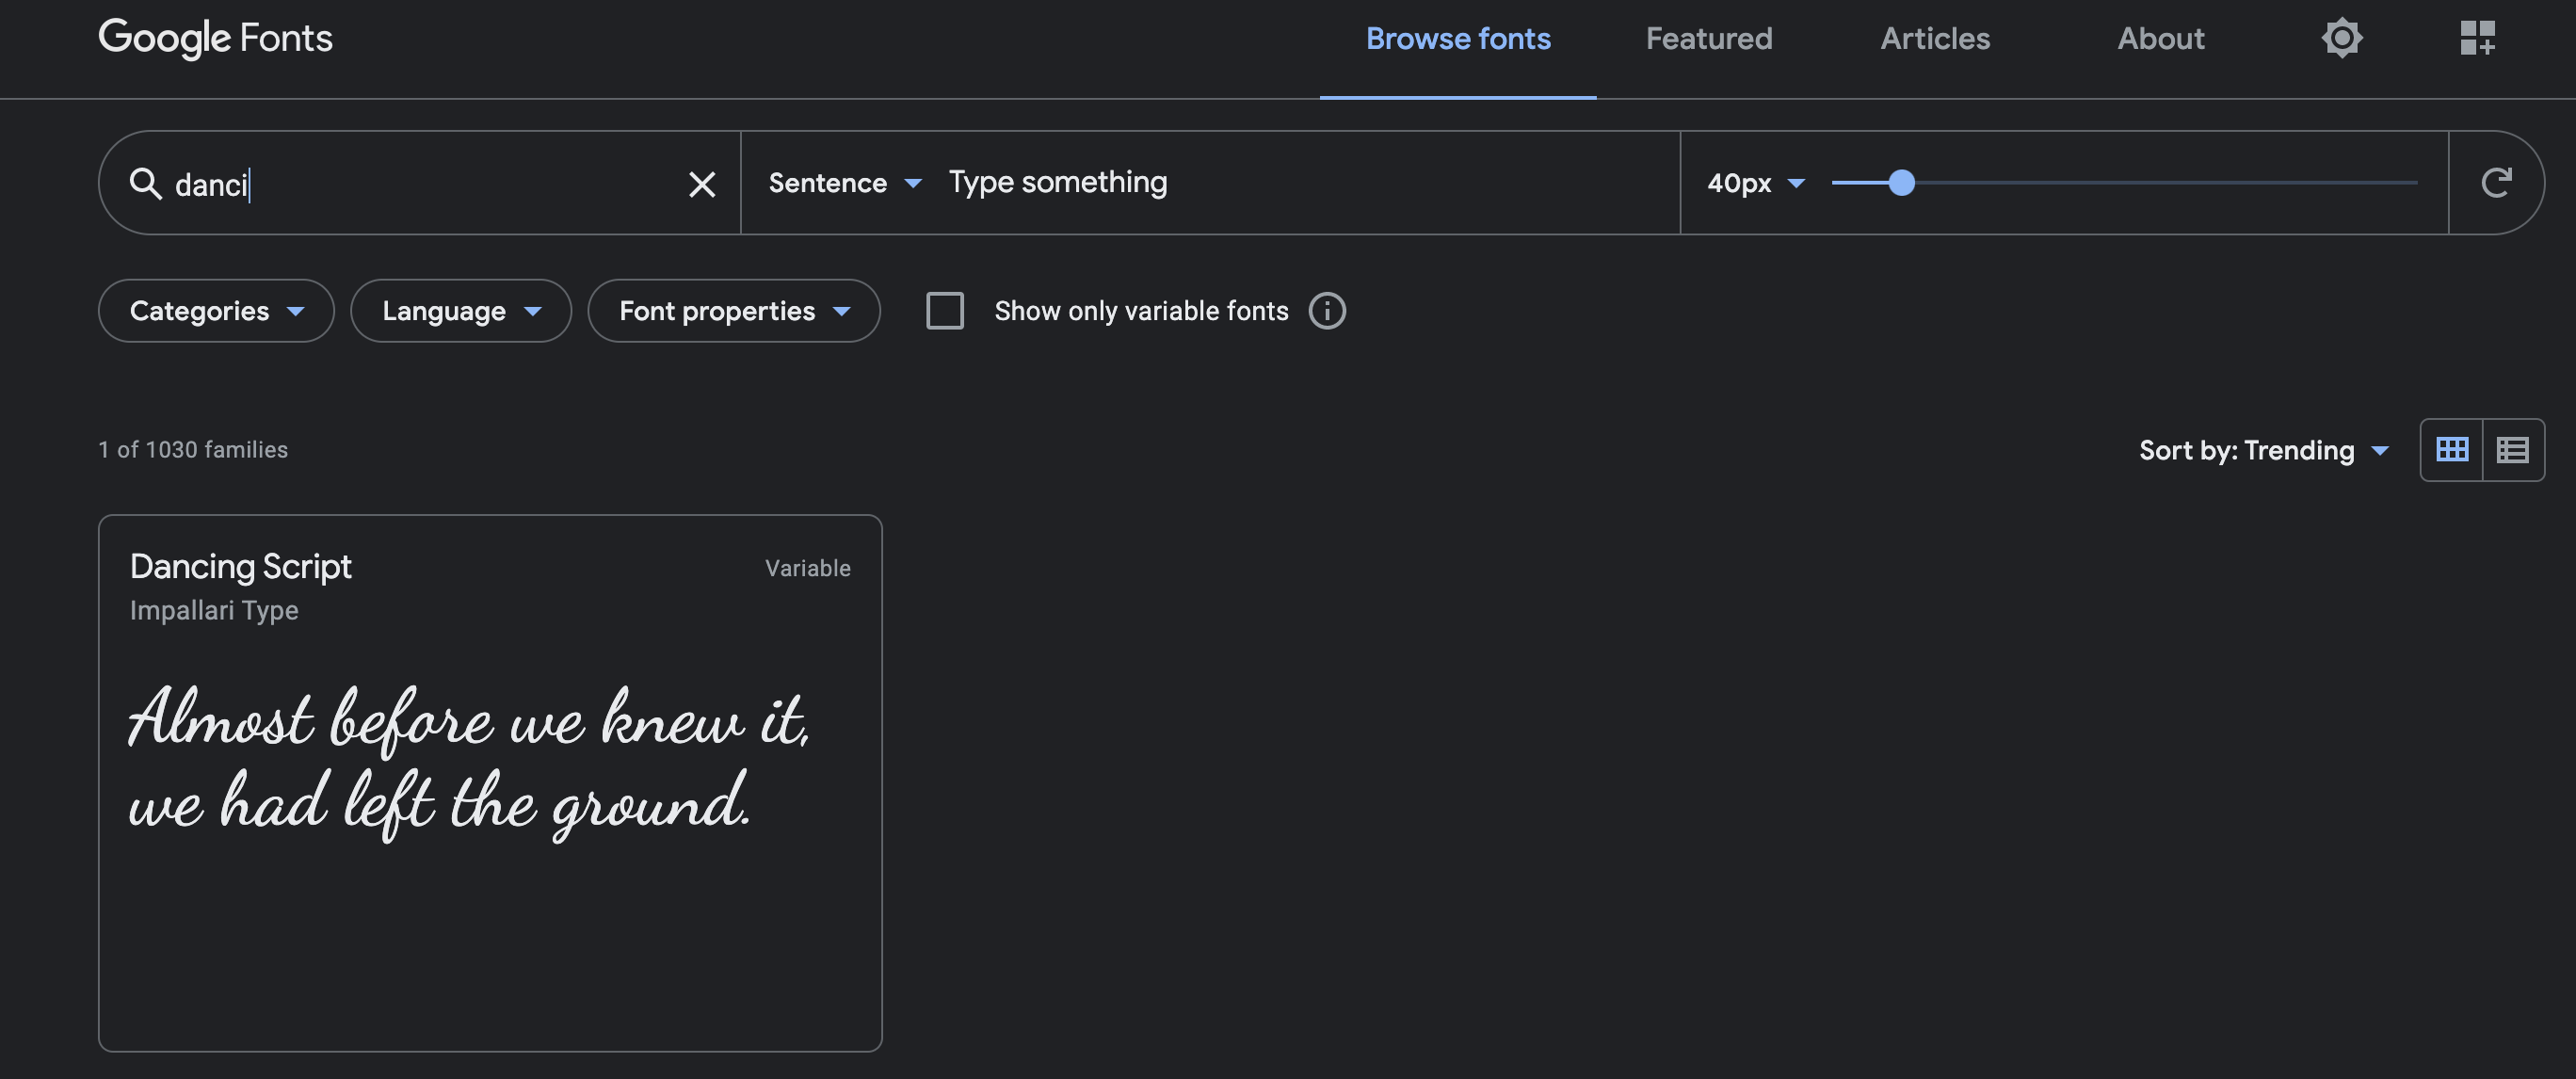 Google Fonts
Browse fonts
Featured
Articles
About
danci
Sentence
Type something
40px
Categories
Language
Font properties
Show only variable fonts
1 of 1030 families
Sort by: Trending
Dancing Script
Variable
Impallari Type
Almost before we knew it,
we had left the ground.